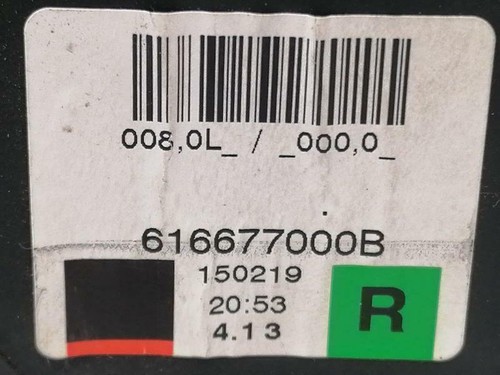 008,0L_ / _000,0_
616677000B
150219
20:53
4.13
R